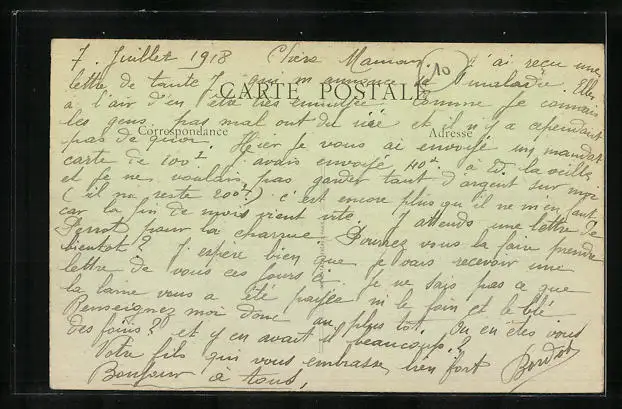 7 Juillet 1918 Chère Maman, J'ai reçu une
lettre de tante J. qui m'annonce sa maladie. Elle
CARTE POSTALE
a l'air d'en être très ennuyée. Comme je connais
les gens pas mal ont dû rire et il n'y a cependant
Correspondance Adresse
pas de quoi. Hier je vous ai envoyé un mandat
carte de 100f J'avais envoyé 40f à la veille
et je ne voulais pas garder tant d'argent sur moi
(il me reste 200f) c'est encore plus qu'il ne m'en faut
car la fin de mois vient vite. J'attends une lettre de
pour la charrue Pourrez vous la faire prendre
bientôt? J'espère bien que je vais recevoir une
lettre de vous ces jours ci. Je ne sais pas ce que
la laine vous a été payée ni le foin et le blé
Renseignez moi donc au plus tôt. Où en êtes vous
des foins? et y en avait il beaucoup?
Votre fils qui vous embrasse bien fort
Bonjour à tous,
10